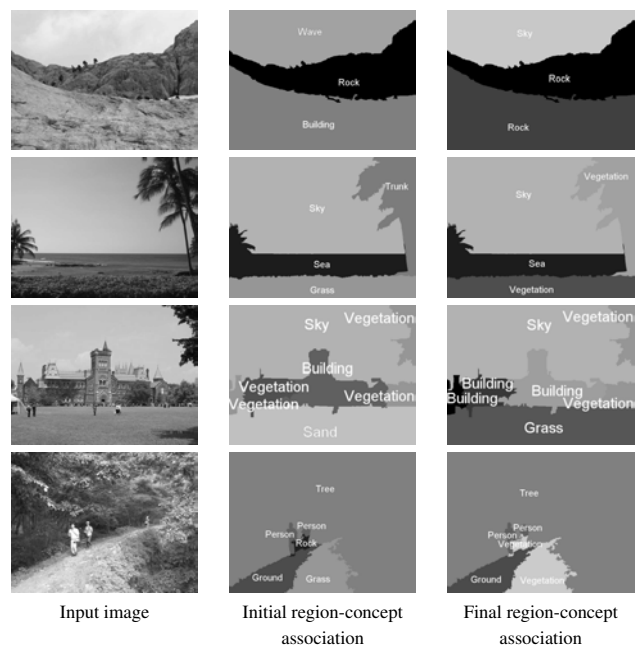 Wave
Rock
Building
Sky
Rock
Rock
Sky
Trunk
Sea
Grass
Sky
Vegetation
Sea
Vegetation
Sky
Vegetation
Building
Vegetation
Vegetation
Vegetation
Sand
Sky
Vegetation
Building
Building
Building
Vegetation
Grass
Tree
Person
Person
Rock
Ground
Grass
Tree
Person
Person
Vegetation
Ground
Vegetation
Input image
Initial region-concept
association
Final region-concept
association